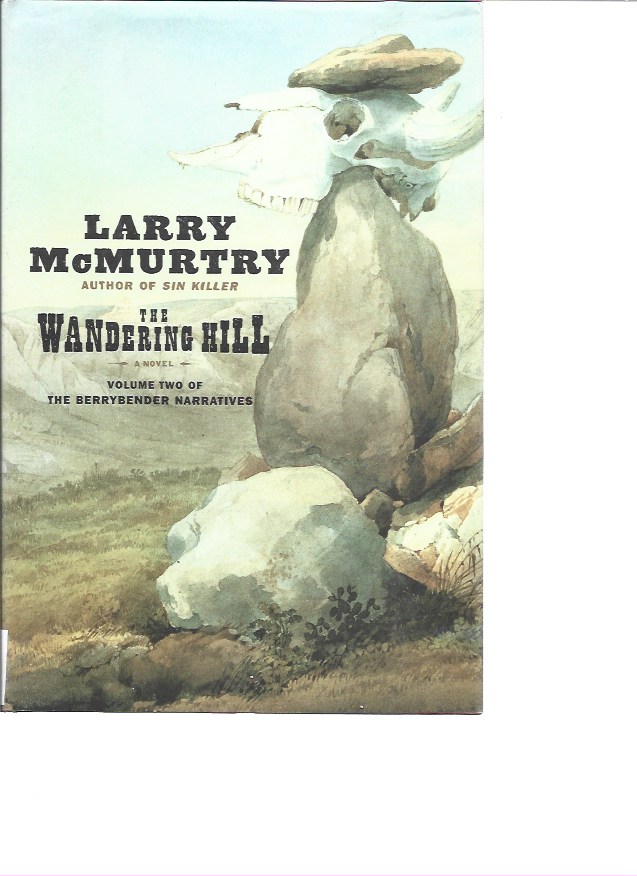 LARRY
McMURTRY
AUTHOR OF SIN KILLER
THE
WANDERING HILL
A NOVEL
VOLUME TWO OF
THE BERRYBENDER NARRATIVES